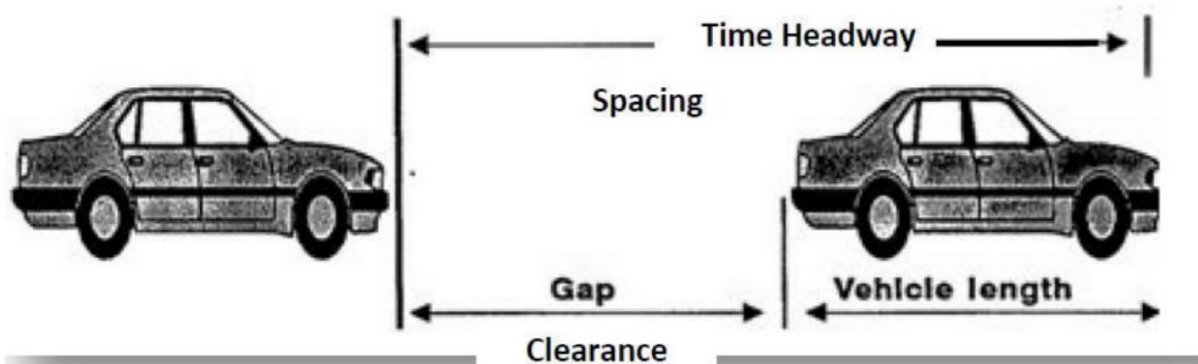 Time Headway
Spacing
Gap
Vehicle length
Clearance